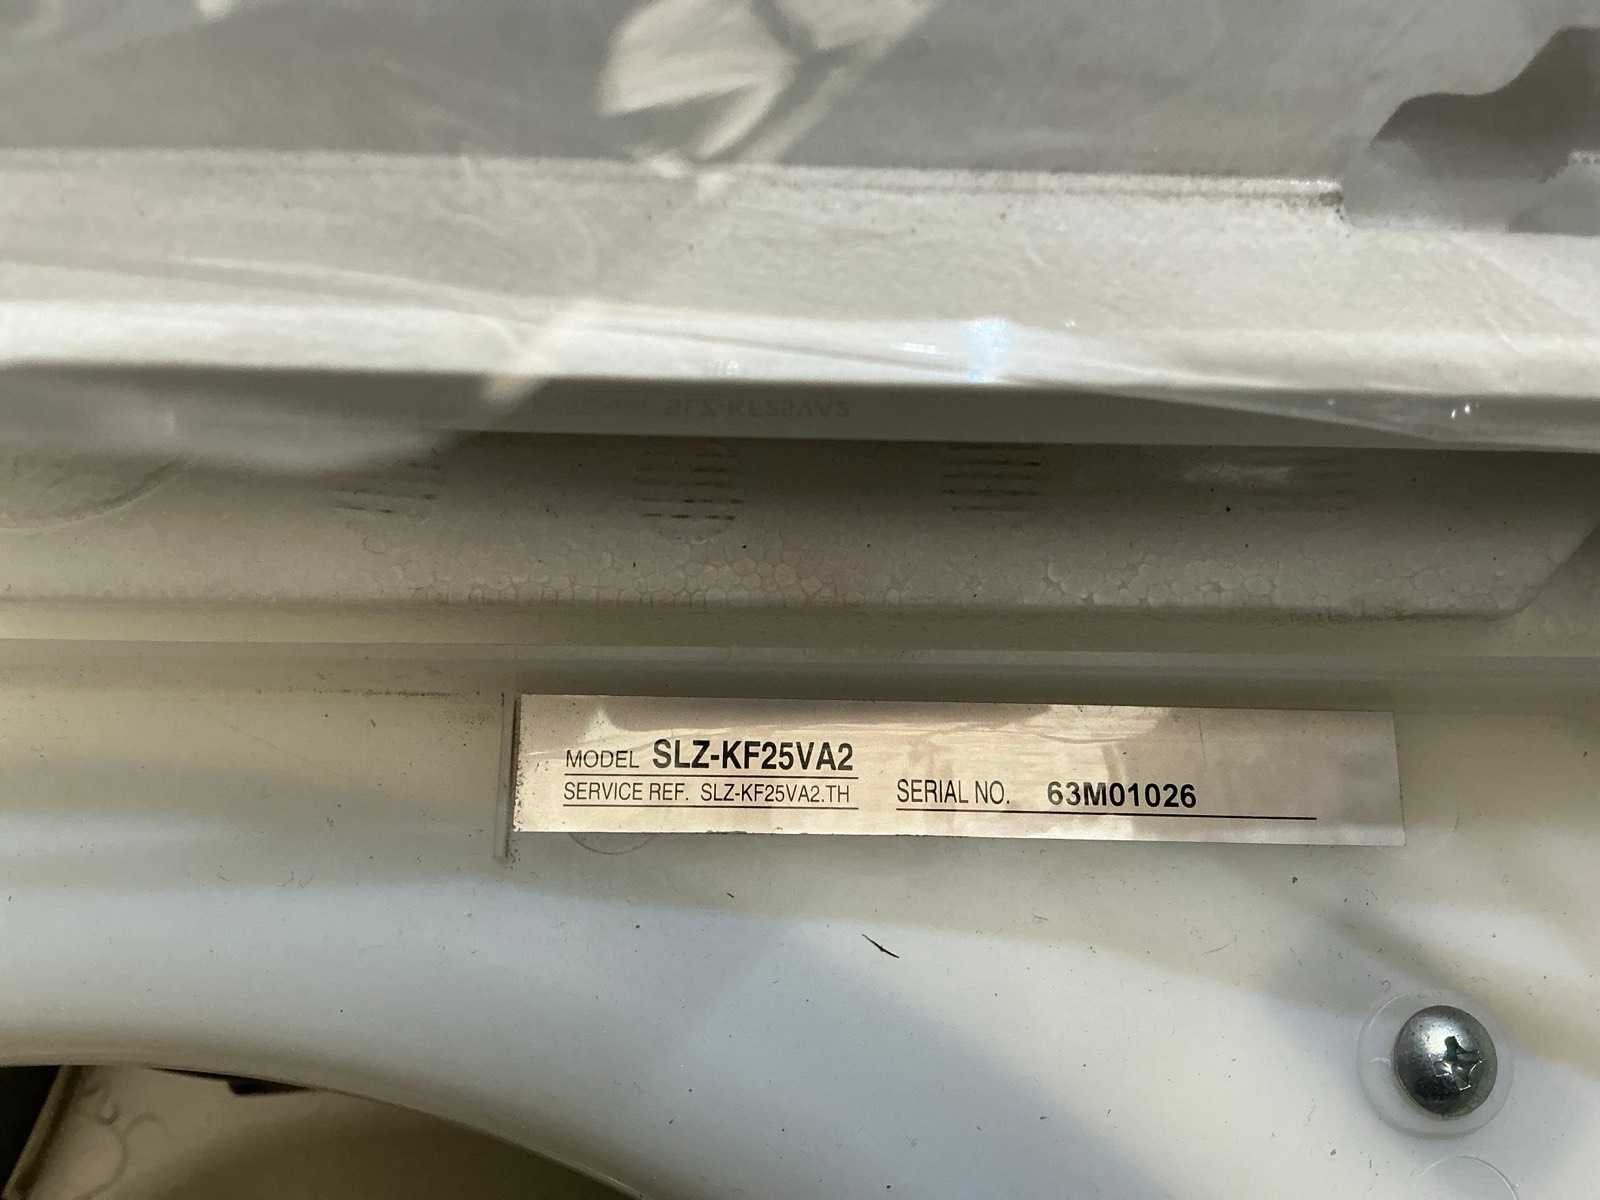 MODEL SLZ-KF25VA2
SERVICE REF. SLZ-KF25VA2.TH
SERIAL NO. 63M01026